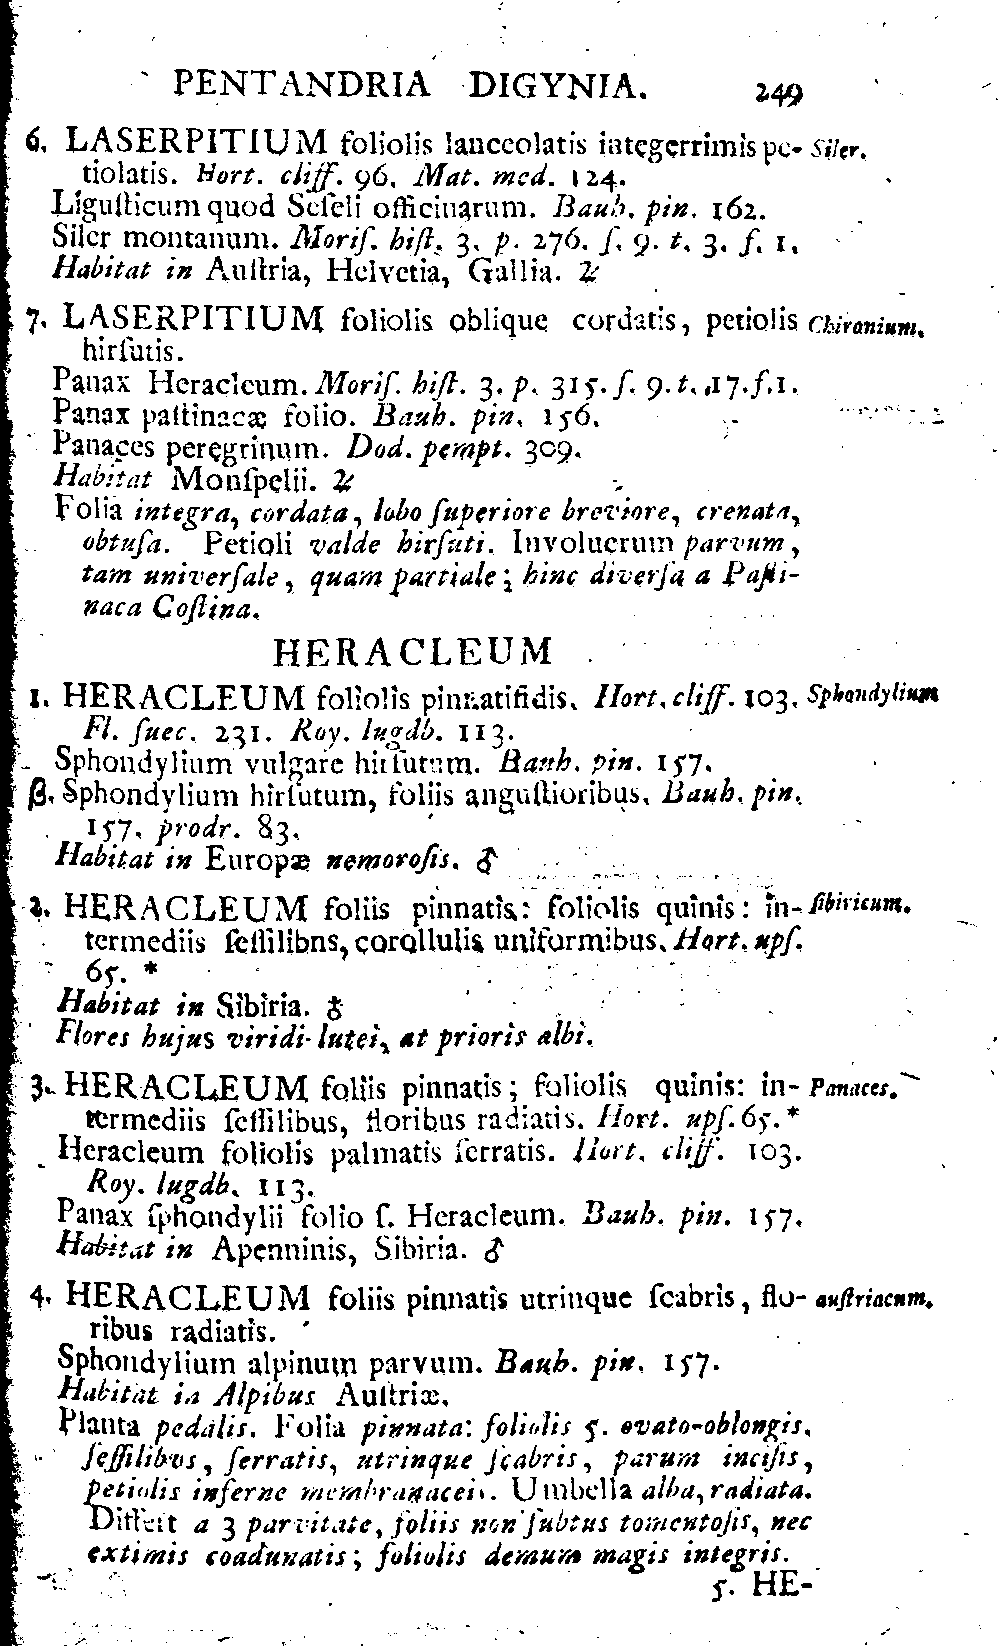 PENTANDRIA DIGYNIA. 249
6. LASERPITIUM foliolis lanceolatis integerrimis pe- Siler.
tiolatis. Hort. cliff. 96. Mat. med. 124.
Liguſticum quod Seſeli officinarum. Bauh. pin. 162.
Siler montanum. Moriſ. hiſt. 3. p. 276. ſ. 9. t. 3. f. 1.
Habitat in Auſtria, Helvetia, Gallia. ♃
7. LASERPITIUM foliolis oblique cordatis, petiolis Chironium.
hirſutis.
Panax Heracleum. Moriſ. hiſt. 3. p. 315. ſ. 9. t. 17. f. 1.
Panax paſtinacæ folio. Bauh. pin. 156.
Panaces peregrinum. Dod. pempt. 309.
Habitat Monſpelii. ♃
Folia integra, cordata, lobo ſuperiore breviore, crenata,
obtuſa. Petioli valde hirſuti. Involucrum parvum,
tam univerſale, quam partiale; hinc diverſa a Paſti-
naca Coſtina.
HERACLEUM
1. HERACLEUM foliolis pinnatifidis. Hort. cliff. 103. Sphondylium
Fl. ſuec. 231. Roy. lugdb. 113.
Sphondylium vulgare hirſutum. Bauh. pin. 157.
β. Sphondylium hirſutum, foliis anguſtioribus. Bauh. pin.
157. prodr. 83.
Habitat in Europæ nemoroſis. ♂
2. HERACLEUM foliis pinnatis: foliolis quinis: in- ſibiricum.
termediis ſeſſilibns, corollulis uniformibus. Hort. upſ.
65. *
Habitat in Sibiria. ♂
Flores hujus viridi-lutei, at prioris albi.
3. HERACLEUM foliis pinnatis; foliolis quinis: in- Panaces.
termediis ſeſſilibus, floribus radiatis. Hort. upſ. 65. *
Heracleum foliolis palmatis ſerratis. Hort. cliff. 103.
Roy. lugdb. 113.
Panax ſphondylii folio ſ. Heracleum. Bauh. pin. 157.
Habitat in Apenninis, Sibiria. ♂
4. HERACLEUM foliis pinnatis utrinque ſcabris, flo- auſtriacum.
ribus radiatis.
Sphondylium alpinum parvum. Bauh. pin. 157.
Habitat in Alpibus Auſtriæ.
Planta pedalis. Folia pinnata: foliolis 5. ovato-oblongis,
ſeſſilibus, ſerratis, utrinque ſcabris, parum inciſis,
petiolis inferne membranaceis. Umbella alba, radiata.
Differt a 3 parvitate, foliis non ſubtus tomentoſis, nec
extimis coadunatis; foliolis demum magis integris.
5. HE-